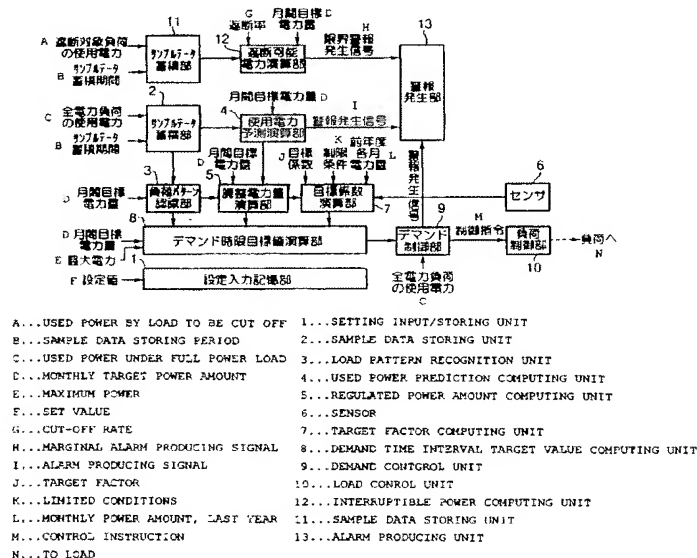 11
G
遮断率
月間目標 D
電力量
H
13
A 遮断対象負荷
の使用電力
サンプルデータ
蓄積部
12
遮断可能
電力演算部
限界警報
発生信号
警報
発生部
B サンプルデータ
蓄積期間
2
月間目標電力量 D
C 全電力負荷
の使用電力
サンプルデータ
蓄積部
4
使用電力
予測演算部
I
警報発生信号
B サンプルデータ
蓄積期間
D 月間目標
電力量
J 目標
係数
K
制限
条件
前年度
各月
電力量
L
警報
発生
信号
6
センサ
3
D 月間目標
電力量
負荷パターン
認識部
5
調整電力量
演算部
目標係数
演算部
7
9
8
D 月間目標
電力量
E 最大電力
デマンド時限目標値演算部
デマンド
制御部
M
制御指令
負荷
制御部
10
負荷へ
N
1
F 設定値
設定入力記憶部
全電力負荷
の使用電力
C
A...USED POWER BY LOAD TO BE CUT OFF
B...SAMPLE DATA STORING PERIOD
C...USED POWER UNDER FULL POWER LOAD
D...MONTHLY TARGET POWER AMOUNT
E...MAXIMUM POWER
F...SET VALUE
G...CUT-OFF RATE
H...MARGINAL ALARM PRODUCING SIGNAL
I...ALARM PRODUCING SIGNAL
J...TARGET FACTOR
K...LIMITED CONDITIONS
L...MONTHLY POWER AMOUNT, LAST YEAR
M...CONTROL INSTRUCTION
N...TO LOAD
1...SETTING INPUT/STORING UNIT
2...SAMPLE DATA STORING UNIT
3...LOAD PATTERN RECOGNITION UNIT
4...USED POWER PREDICTION COMPUTING UNIT
5...REGULATED POWER AMOUNT COMPUTING UNIT
6...SENSOR
7...TARGET FACTOR COMPUTING UNIT
8...DEMAND TIME INTERVAL TARGET VALUE COMPUTING UNIT
9...DEMAND CONTGROL UNIT
10...LOAD CONROL UNIT
12...INTERRUPTIBLE POWER COMPUTING UNIT
11...SAMPLE DATA STORING UNIT
13...ALARM PRODUCING UNIT